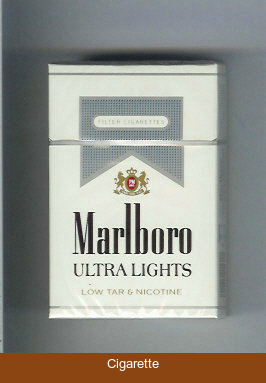 FILTER CIGARETTES
Marlboro
ULTRA LIGHTS
LOW TAR & NICOTINE
Cigarette